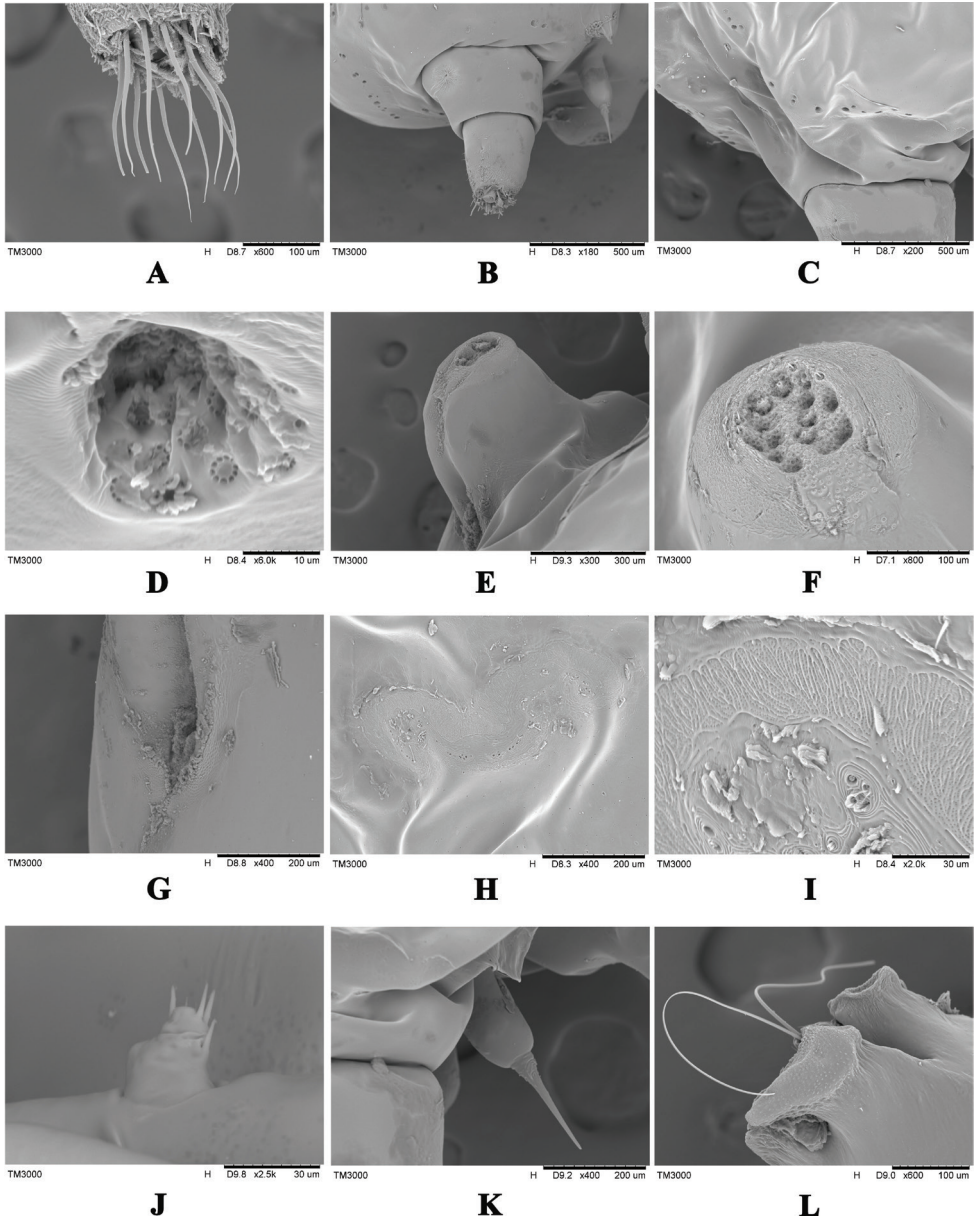 TM3000 H D8.7 x600 100 um
TM3000 H D8.3 x180 500 um
TM3000 H D8.7 x200 500 um
A B C
TM3000 H D8.4 x6.0k 10 um
TM3000 H D9.3 x300 300 um
TM3000 H D7.1 x800 100 um
D E F
TM3000 H D8.8 x400 200 um
TM3000 H D8.3 x400 200 um
TM3000 H D8.4 x2.0k 30 um
G H I
TM3000 H D9.8 x2.5k 30 um
TM3000 H D9.2 x400 200 um
TM3000 H D9.0 x600 100 um
J K L